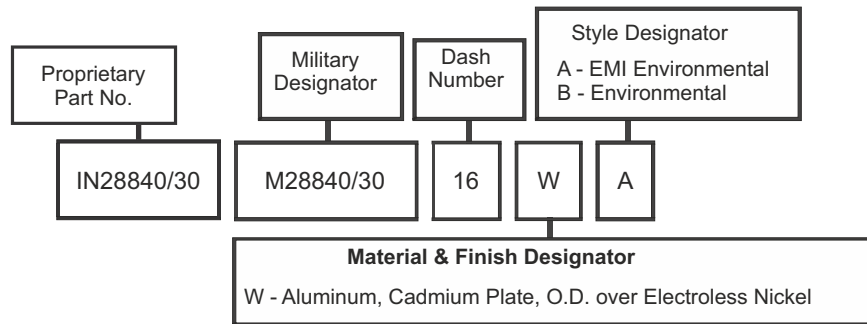 Proprietary
Part No.
Military
Designator
Dash
Number
Style Designator
A - EMI Environmental
B - Environmental
IN28840/30
M28840/30
16
W
A
Material & Finish Designator
W - Aluminum, Cadmium Plate, O.D. over Electroless Nickel